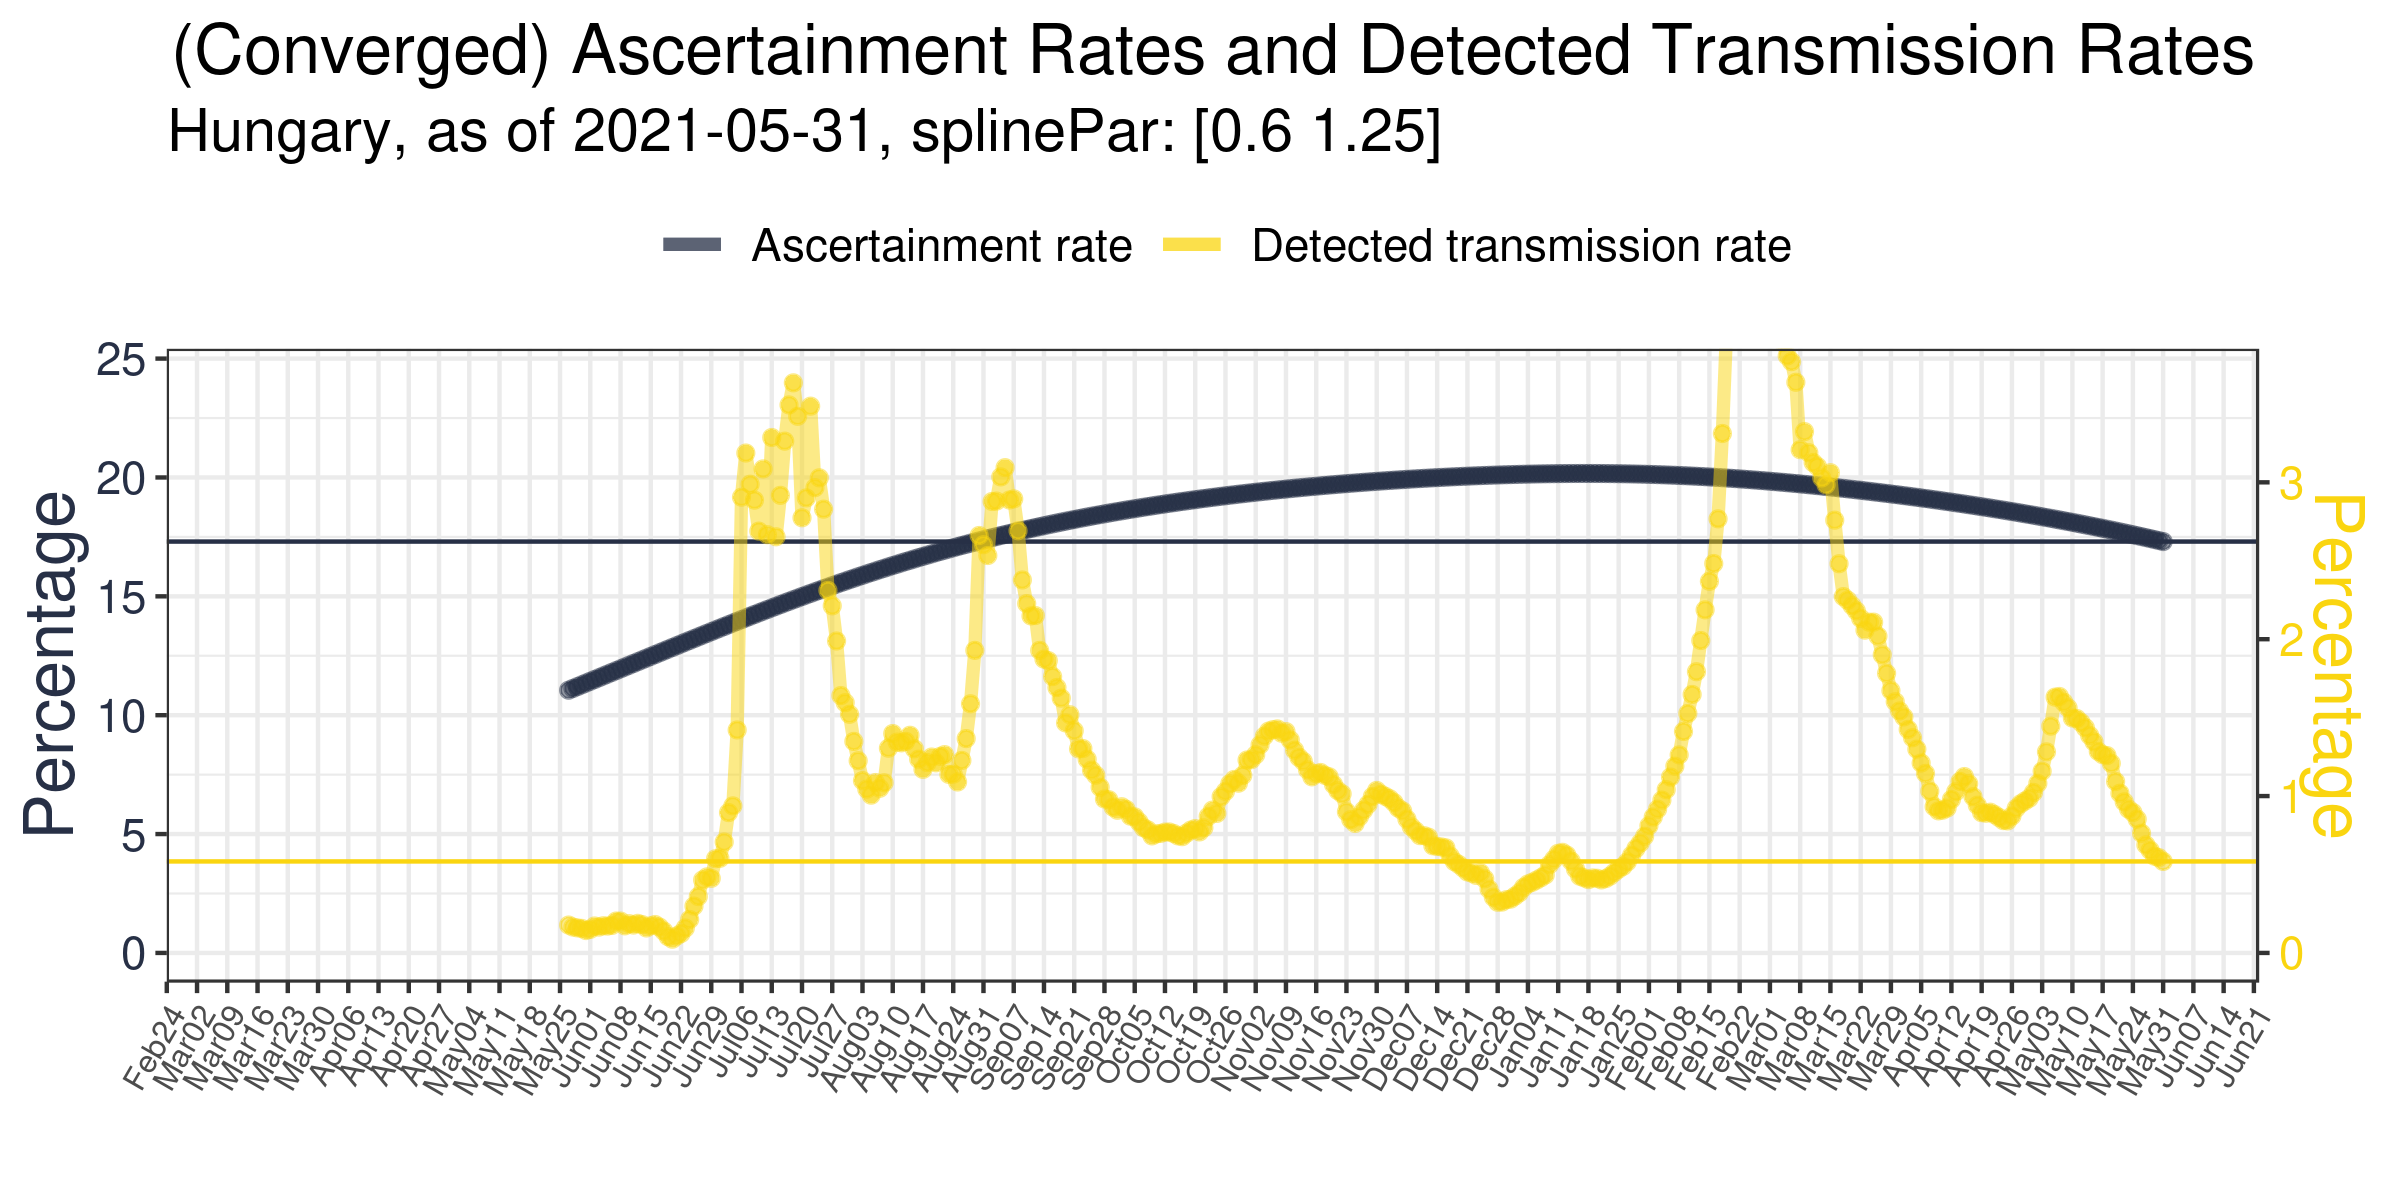 (Converged) Ascertainment Rates and Detected Transmission Rates
Hungary, as of 2021-05-31, splinePar: [0.6 1.25]
Ascertainment rate Detected transmission rate
Percentage
25
20
15
10
5
0
3
2
1
0
Percentage
Feb24 Mar02 Mar09 Mar16 Mar23 Mar30 Apr06 Apr13 Apr20 Apr27 May04 May11 May18 May25 Jun01 Jun08 Jun15 Jun22 Jun29 Jul06 Jul13 Jul20 Jul27 Aug03 Aug10 Aug17 Aug24 Aug31 Sep07 Sep14 Sep21 Sep28 Oct05 Oct12 Oct19 Oct26 Nov02 Nov09 Nov16 Nov23 Nov30 Dec07 Dec14 Dec21 Dec28 Jan04 Jan11 Jan18 Jan25 Feb01 Feb08 Feb15 Feb22 Mar01 Mar08 Mar15 Mar22 Mar29 Apr05 Apr12 Apr19 Apr26 May03 May10 May17 May24 May31 Jun07 Jun14 Jun21